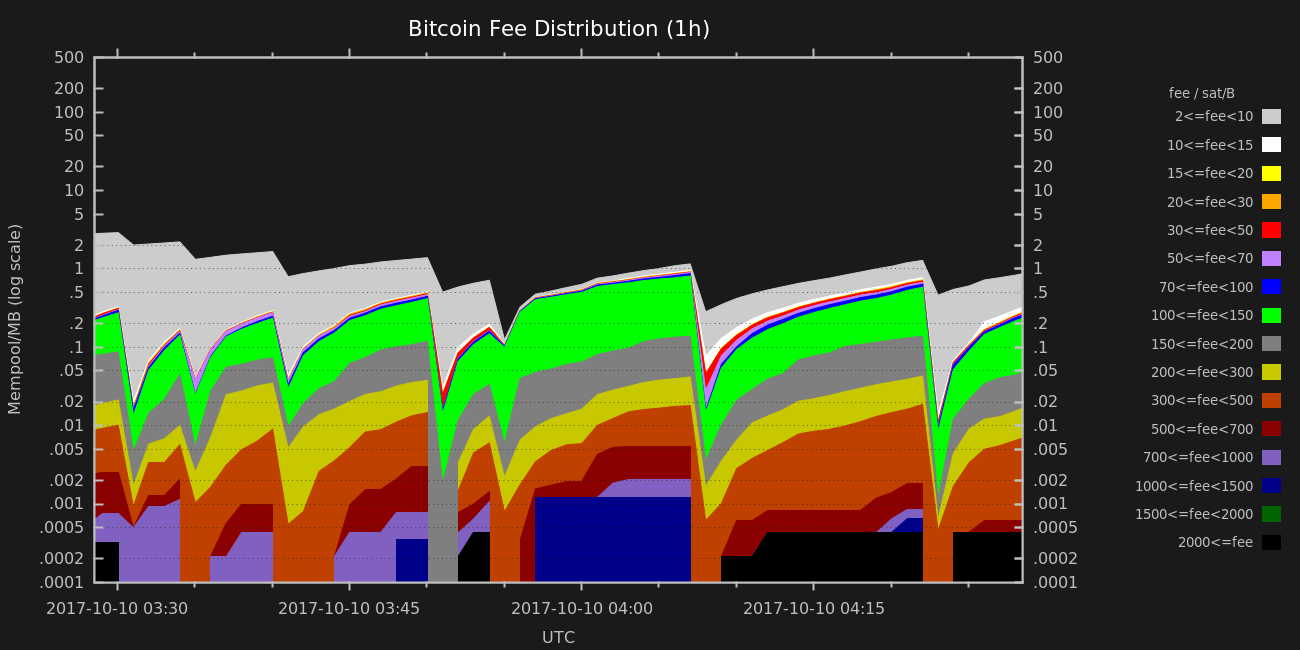 Bitcoin Fee Distribution (1h)
Mempool/MB (log scale)
500
200
100
50
20
10
5
2
1
.5
.2
.1
.05
.02
.01
.005
.002
.001
.0005
.0002
.0001
500
200
100
50
20
10
5
2
1
.5
.2
.1
.05
.02
.01
.005
.002
.001
.0005
.0002
.0001
2017-10-10 03:30 2017-10-10 03:45 2017-10-10 04:00 2017-10-10 04:15
UTC
fee / sat/B
2<=fee<10
10<=fee<15
15<=fee<20
20<=fee<30
30<=fee<50
50<=fee<70
70<=fee<100
100<=fee<150
150<=fee<200
200<=fee<300
300<=fee<500
500<=fee<700
700<=fee<1000
1000<=fee<1500
1500<=fee<2000
2000<=fee